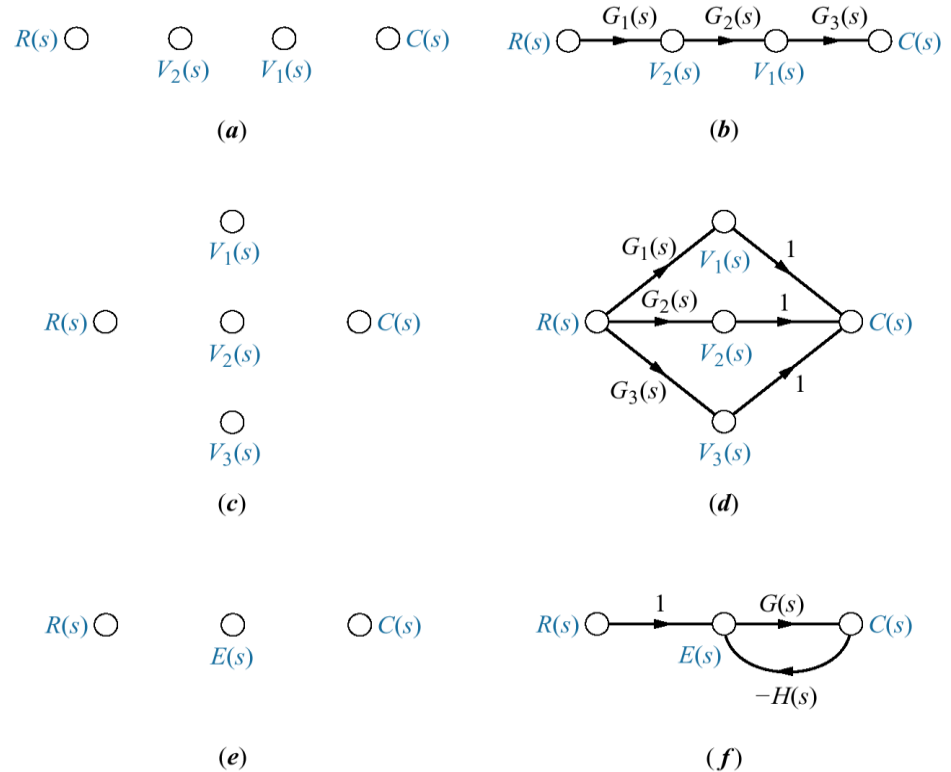 R(s) C(s)
V₂(s) V₁(s)
(a)
G₁(s) G₂(s) G₃(s)
R(s) C(s)
V₂(s) V₁(s)
(b)
V₁(s)
R(s) C(s)
V₂(s)
V₃(s)
(c)
G₁(s) 1
V₁(s)
G₂(s) 1
R(s) C(s)
V₂(s)
G₃(s) 1
V₃(s)
(d)
R(s) C(s)
E(s)
(e)
1 G(s)
R(s) C(s)
E(s)
−H(s)
(f)